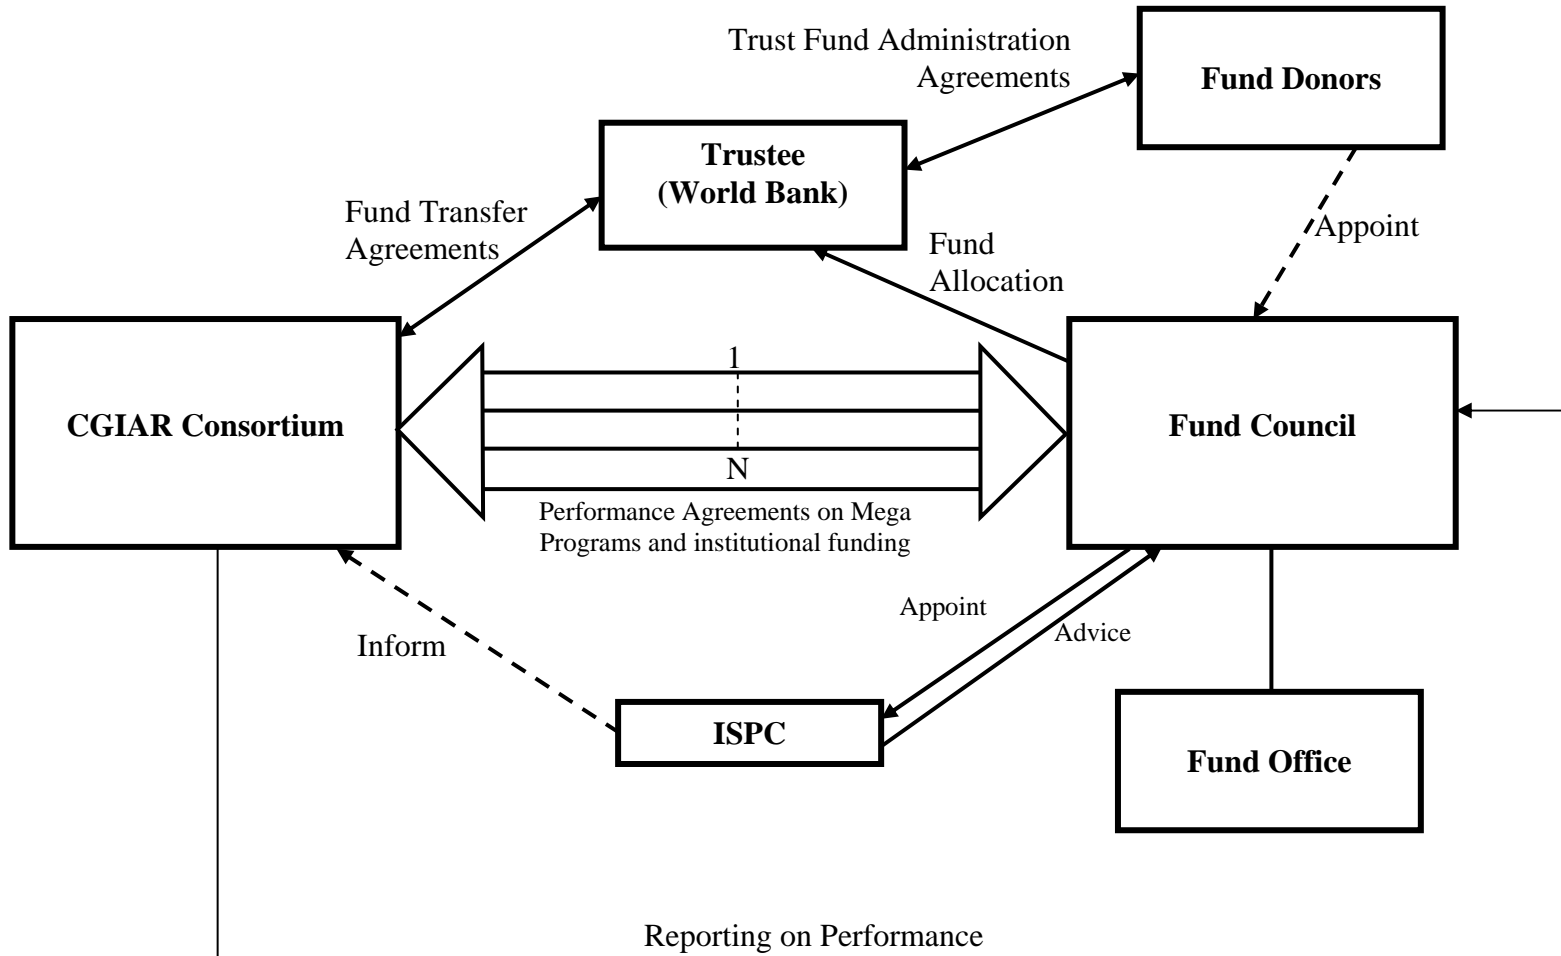 Trust Fund Administration
Agreements
Fund Donors
Trustee
(World Bank)
Fund Transfer
Agreements
Fund
Allocation
Appoint
CGIAR Consortium
1
N
Performance Agreements on Mega
Programs and institutional funding
Fund Council
Appoint
Advice
Inform
ISPC
Fund Office
Reporting on Performance